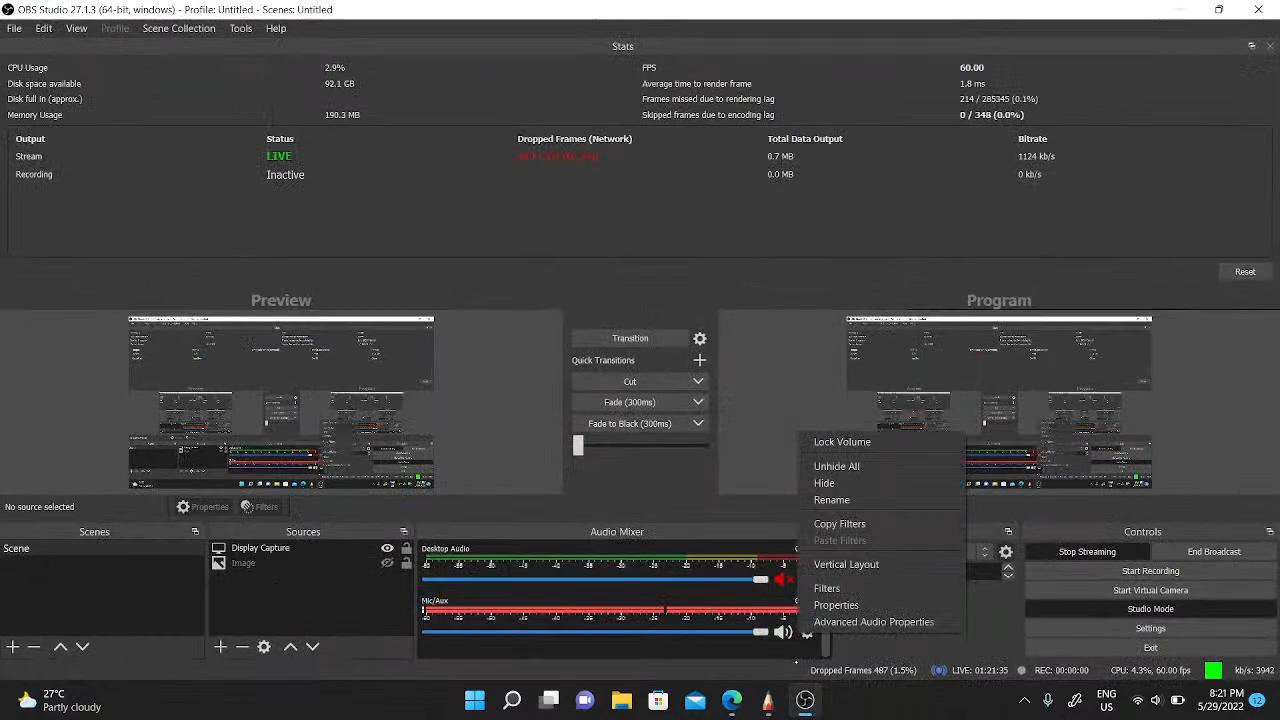 OBS Studio 27.1.3 (64-bit, windows) - Profile: Untitled - Scenes: Untitled
File Edit View Profile Scene Collection Tools Help
Stats
CPU Usage 2.9% FPS 60.00
Disk space available 92.1 GB Average time to render frame 1.8 ms
Disk full in (approx.) Frames missed due to rendering lag 214 / 285345 (0.1%)
Memory Usage 190.3 MB Skipped frames due to encoding lag 0 / 348 (0.0%)
Output Status Dropped Frames (Network) Total Data Output Bitrate
Stream LIVE 0.7 MB 1124 kb/s
Recording Inactive 0.0 MB 0 kb/s
Reset
Preview Program
Transition
Quick Transitions
Cut
Fade (300ms)
Fade to Black (300ms)
Lock Volume
Unhide All
Hide
Rename
Copy Filters
Paste Filters
Vertical Layout
Filters
Properties
Advanced Audio Properties
No source selected Properties Filters
Scenes Sources Audio Mixer Controls
Scene
Display Capture
Image
Desktop Audio
Mic/Aux
Stop Streaming End Broadcast
Start Recording
Start Virtual Camera
Studio Mode
Settings
Exit
Dropped Frames 487 (1.5%) LIVE: 01:21:35 REC: 00:00:00 CPU: 4.3%, 60.00 fps kb/s: 3942
27°C
Partly cloudy
ENG
US
8:21 PM
5/29/2022
12